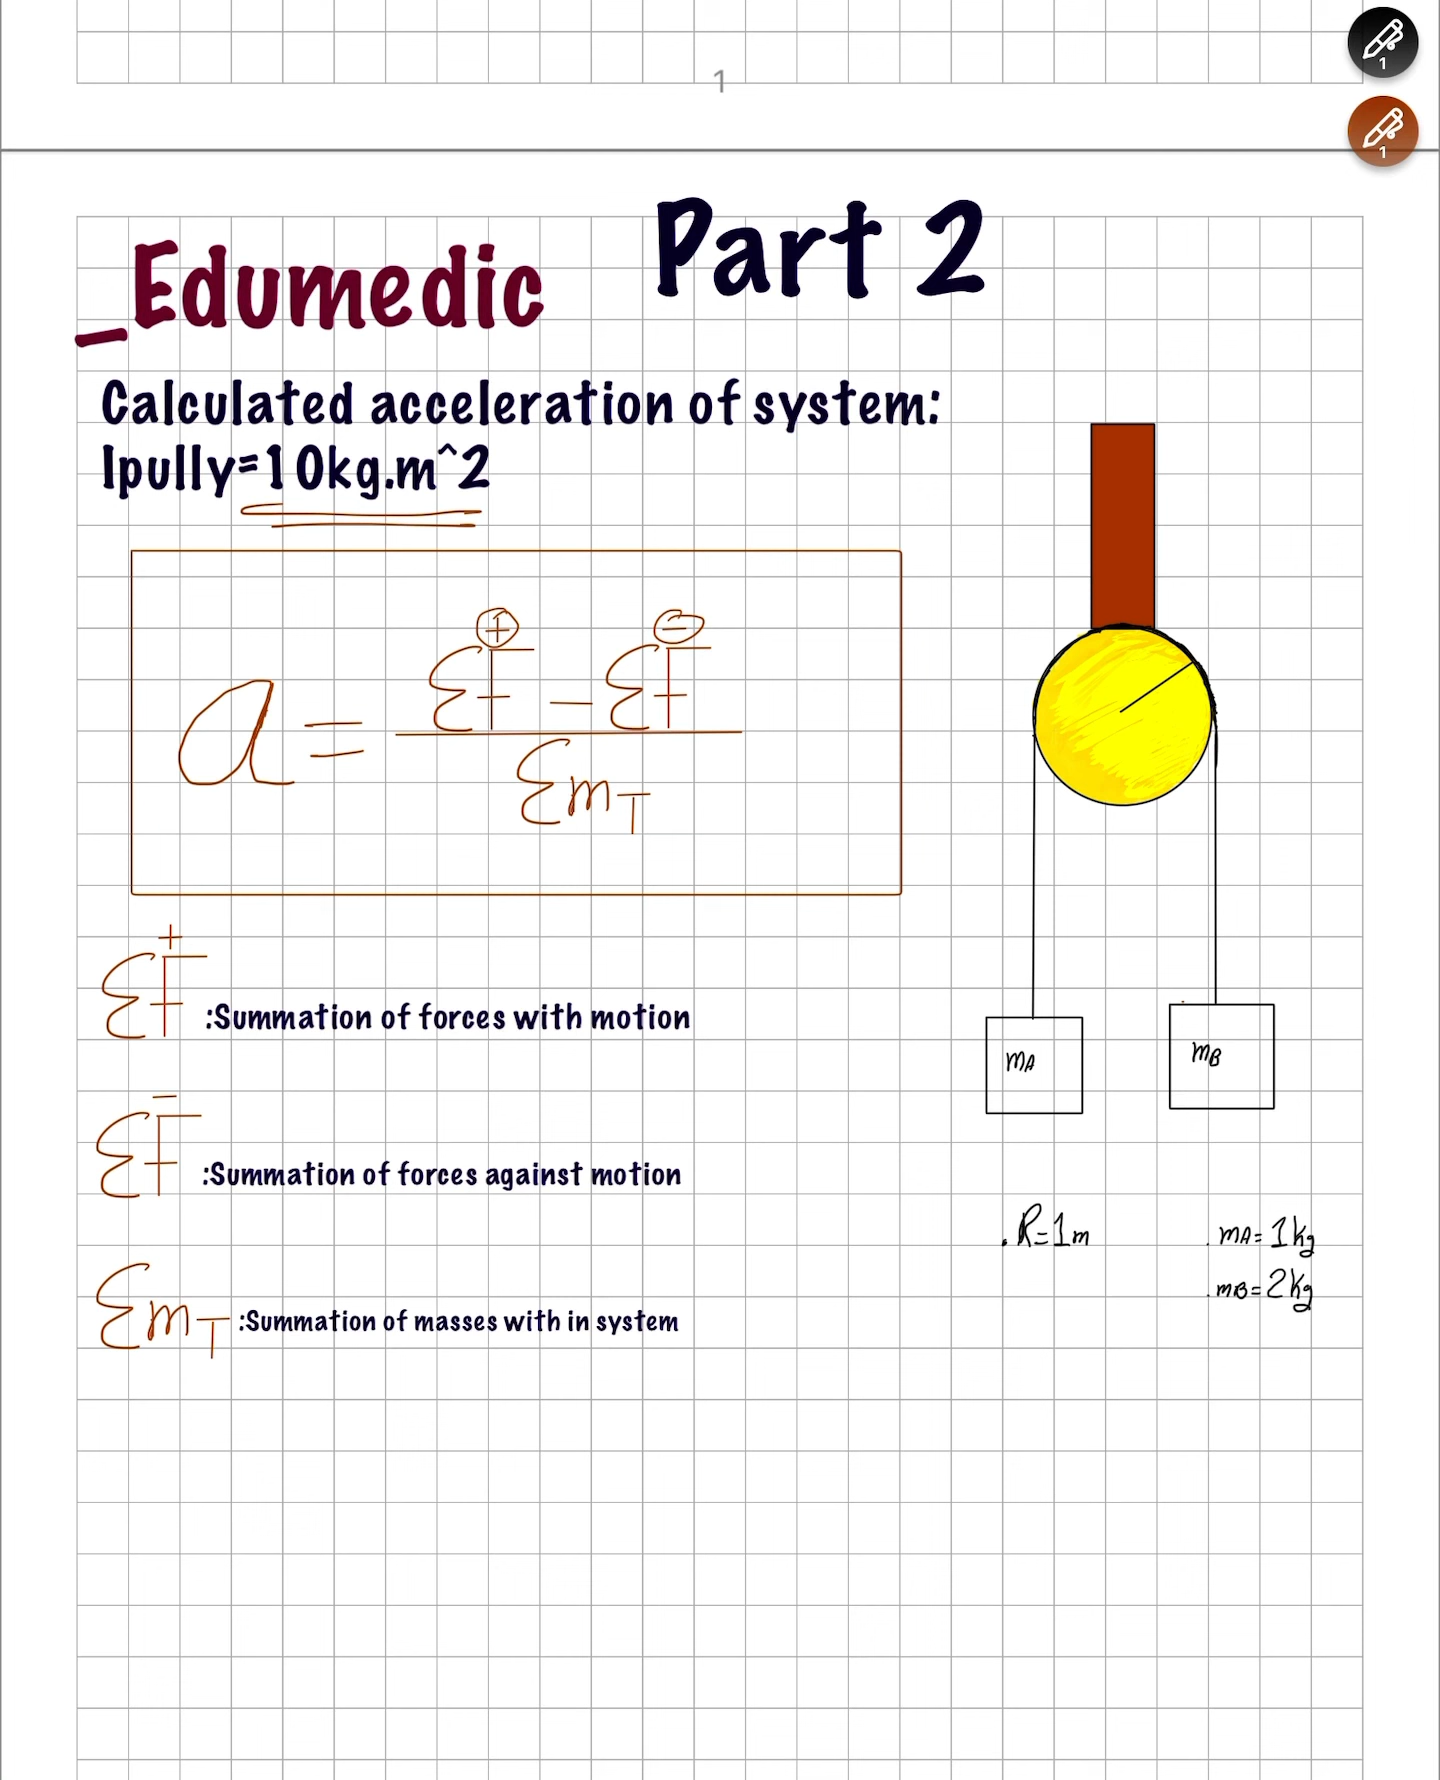 1
1
1
Part 2
_Edumedic
Calculated acceleration of system:
Ipully=10kg.m^2
a = ΣF⊕ - ΣF⊖ / Σm_T
ΣF+ :Summation of forces with motion
mA
mB
ΣF- :Summation of forces against motion
. R=1m
. mA= 1kg
. mB= 2kg
Σm_T :Summation of masses with in system